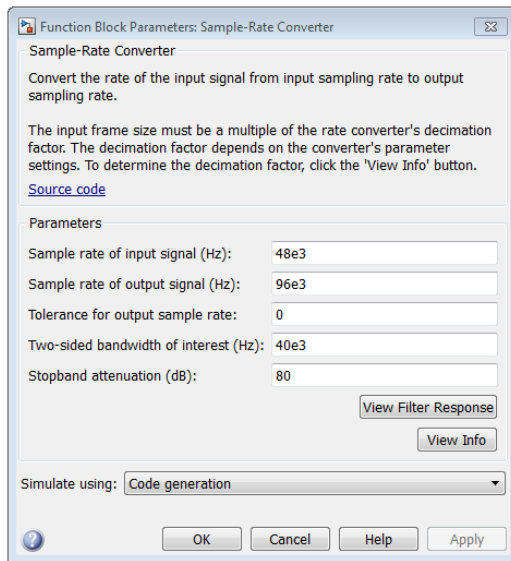 Function Block Parameters: Sample-Rate Converter
Sample-Rate Converter
Convert the rate of the input signal from input sampling rate to output
sampling rate.
The input frame size must be a multiple of the rate converter's decimation
factor. The decimation factor depends on the converter's parameter
settings. To determine the decimation factor, click the 'View Info' button.
Source code
Parameters
Sample rate of input signal (Hz): 48e3
Sample rate of output signal (Hz): 96e3
Tolerance for output sample rate: 0
Two-sided bandwidth of interest (Hz): 40e3
Stopband attenuation (dB): 80
View Filter Response
View Info
Simulate using: Code generation
OK Cancel Help Apply